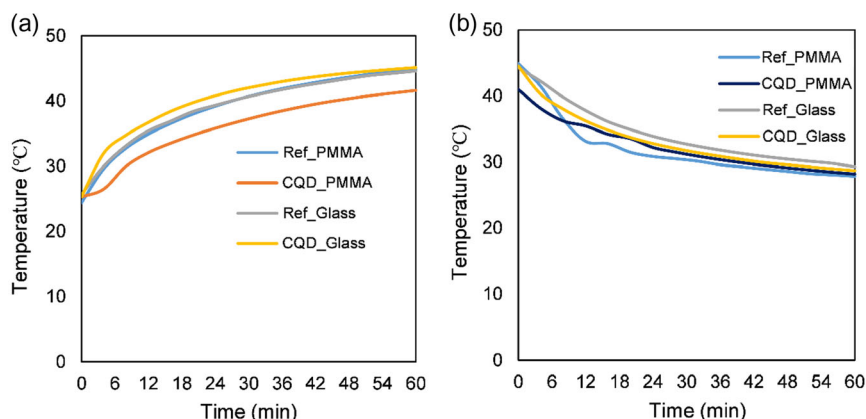 (a)
50
40
30
20
10
0
Temperature (°C)
Ref_PMMA
CQD_PMMA
Ref_Glass
CQD_Glass
0 6 12 18 24 30 36 42 48 54 60
Time (min)
(b)
50
40
30
20
10
0
Temperature (°C)
Ref_PMMA
CQD_PMMA
Ref_Glass
CQD_Glass
0 6 12 18 24 30 36 42 48 54 60
Time (min)